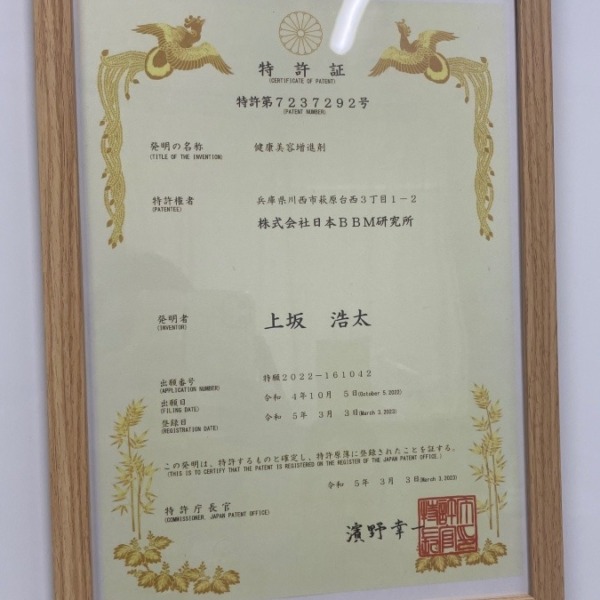 特許証
(CERTIFICATE OF PATENT)
特許第7237292号
(PATENT NUMBER)
発明の名称
(TITLE OF THE INVENTION)
健康美容増進剤
特許権者
(PATENTEE)
兵庫県川西市萩原台西3丁目1-2
株式会社日本BBM研究所
発明者
(INVENTOR)
上坂 浩太
出願番号
(APPLICATION NUMBER)
特願2022-161042
出願日
(FILING DATE)
令和 4年10月 5日(October 5,2022)
登録日
(REGISTRATION DATE)
令和 5年 3月 3日(March 3,2023)
この発明は、特許するものと確定し、特許原簿に登録されたことを証する。
(THIS IS TO CERTIFY THAT THE PATENT IS REGISTERED ON THE REGISTER OF THE JAPAN PATENT OFFICE.)
令和 5年 3月 3日(March 3,2023)
特許庁長官
(COMMISSIONER, JAPAN PATENT OFFICE)
濱野幸一